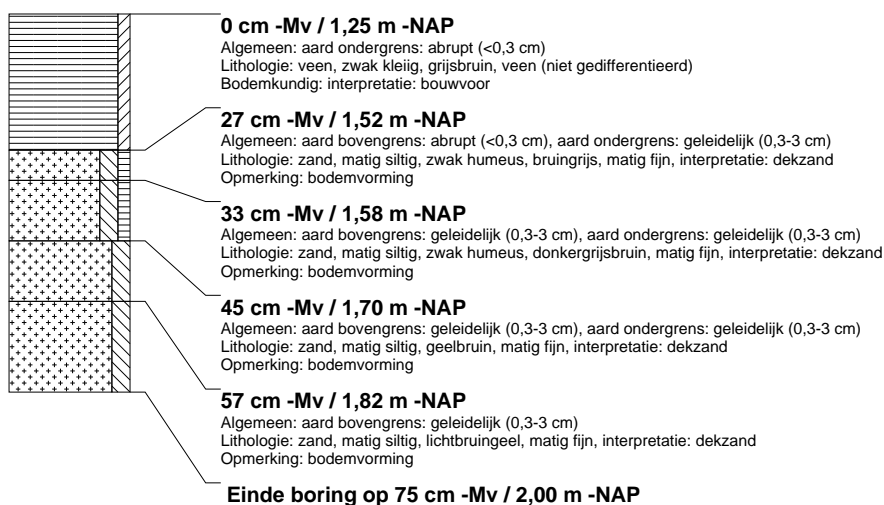 0 cm -Mv / 1,25 m -NAP
Algemeen: aard ondergrens: abrupt (<0,3 cm)
Lithologie: veen, zwak kleiig, grijsbruin, veen (niet gedifferentieerd)
Bodemkundig: interpretatie: bouwvoor
27 cm -Mv / 1,52 m -NAP
Algemeen: aard bovengrens: abrupt (<0,3 cm), aard ondergrens: geleidelijk (0,3-3 cm)
Lithologie: zand, matig siltig, zwak humeus, bruingrijs, matig fijn, interpretatie: dekzand
Opmerking: bodemvorming
33 cm -Mv / 1,58 m -NAP
Algemeen: aard bovengrens: geleidelijk (0,3-3 cm), aard ondergrens: geleidelijk (0,3-3 cm)
Lithologie: zand, matig siltig, zwak humeus, donkergrijsbruin, matig fijn, interpretatie: dekzand
Opmerking: bodemvorming
45 cm -Mv / 1,70 m -NAP
Algemeen: aard bovengrens: geleidelijk (0,3-3 cm), aard ondergrens: geleidelijk (0,3-3 cm)
Lithologie: zand, matig siltig, geelbruin, matig fijn, interpretatie: dekzand
Opmerking: bodemvorming
57 cm -Mv / 1,82 m -NAP
Algemeen: aard bovengrens: geleidelijk (0,3-3 cm)
Lithologie: zand, matig siltig, lichtbruingeel, matig fijn, interpretatie: dekzand
Opmerking: bodemvorming
Einde boring op 75 cm -Mv / 2,00 m -NAP